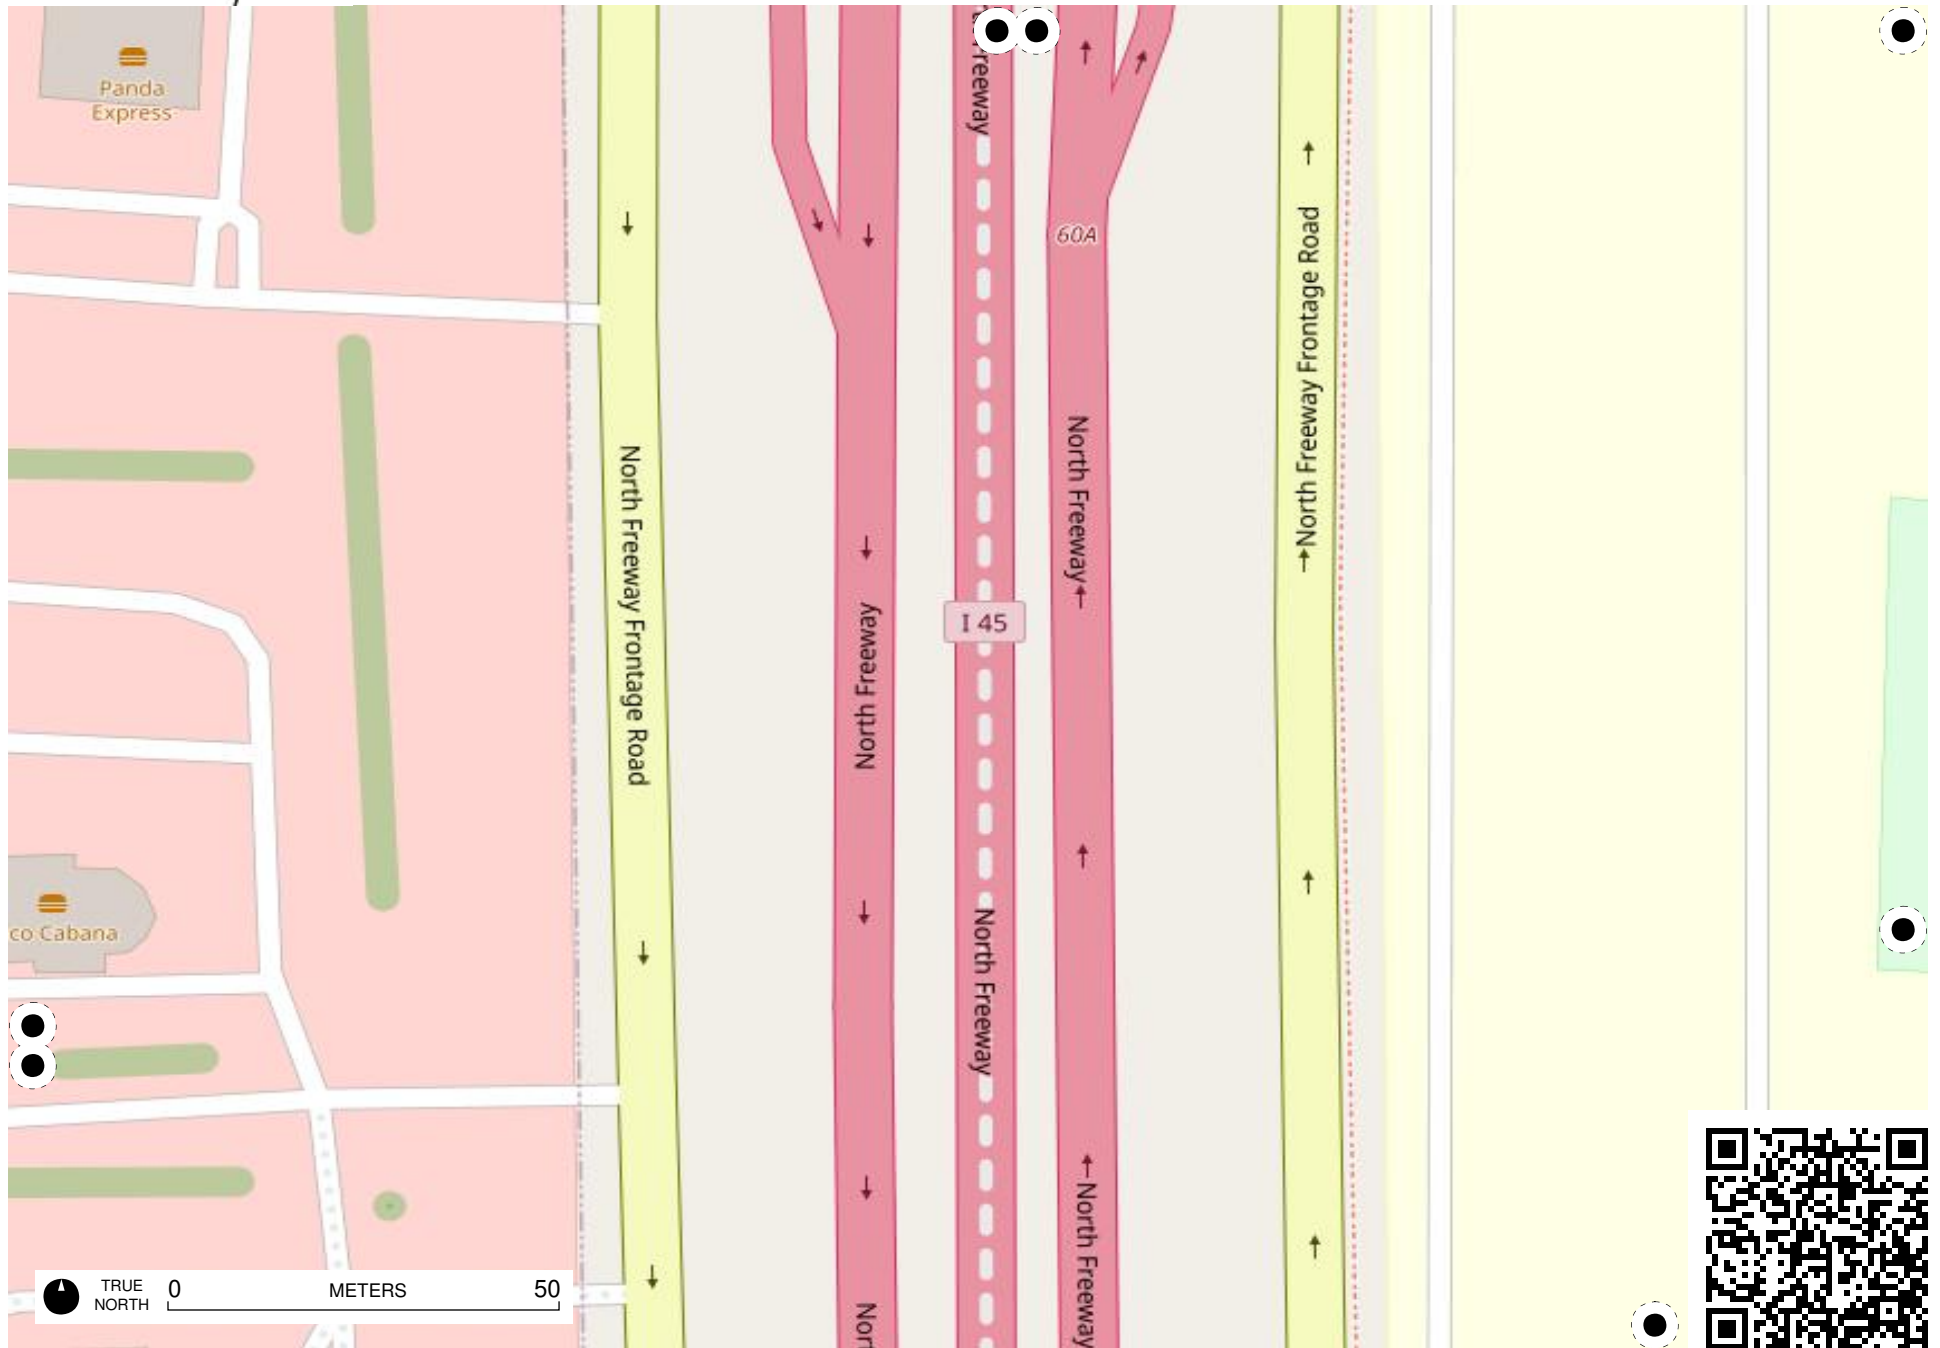 Panda
Express
Freeway
60A
North Freeway Frontage Road
North Freeway
North Freeway Frontage Road
North Freeway
I 45
co Cabana
North Freeway
North Freeway
TRUE
NORTH
0
METERS
50
Nort